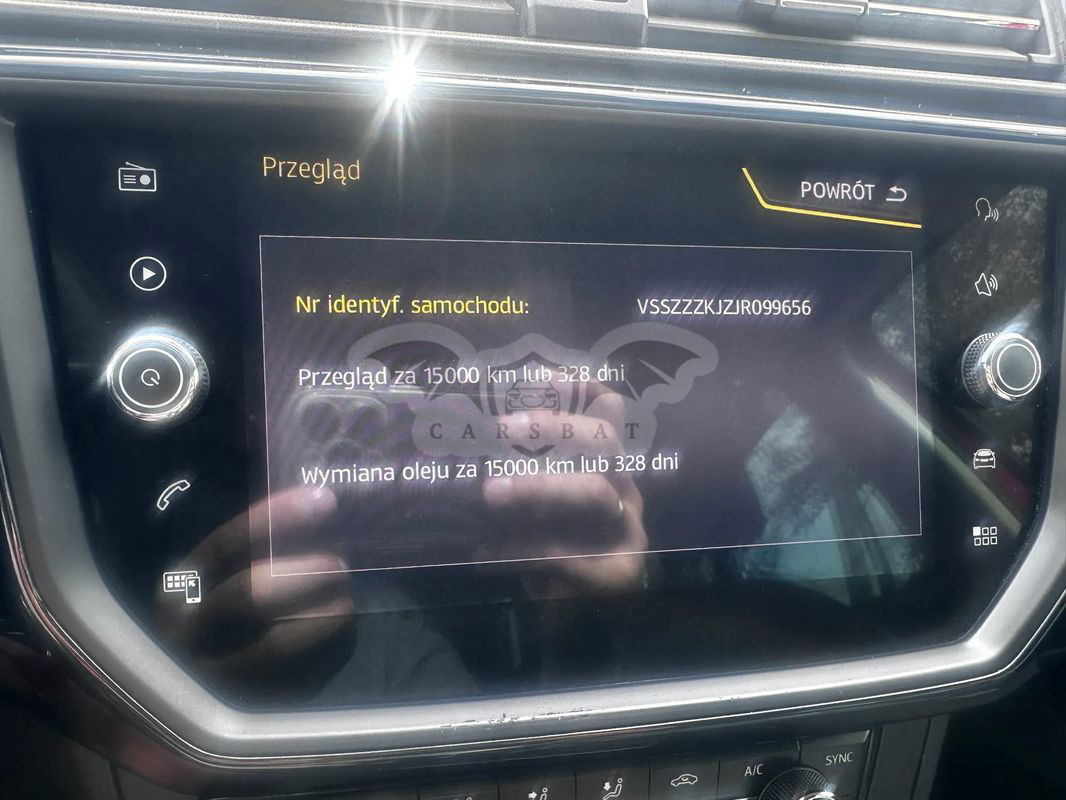 Przegląd
POWRÓT
Nr identyf. samochodu: VSSZZZKJZJR099656
Przegląd za 15000 km lub 328 dni
CARSBAT
Wymiana oleju za 15000 km lub 328 dni
A/C
SYNC